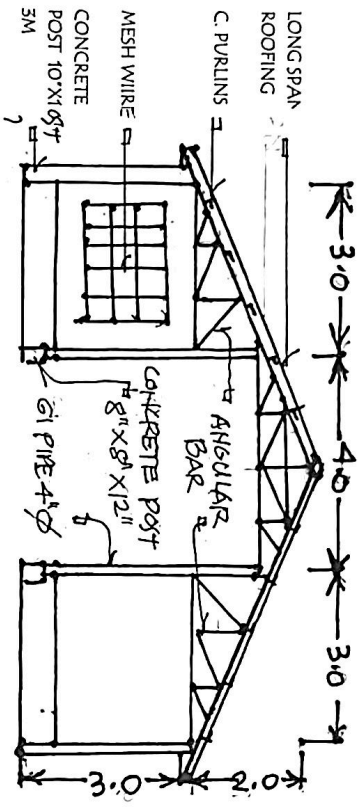 LONG SPAN
ROOFING
C. PURLINS
MESH WIIRE
CONCRETE
POST 10"X10"
3M
3.0
4.0
3.0
2.0
3.0
ANGULAR
BAR
CONCRETE POST
8"X8"X12"
GI PIPE 4"Ø